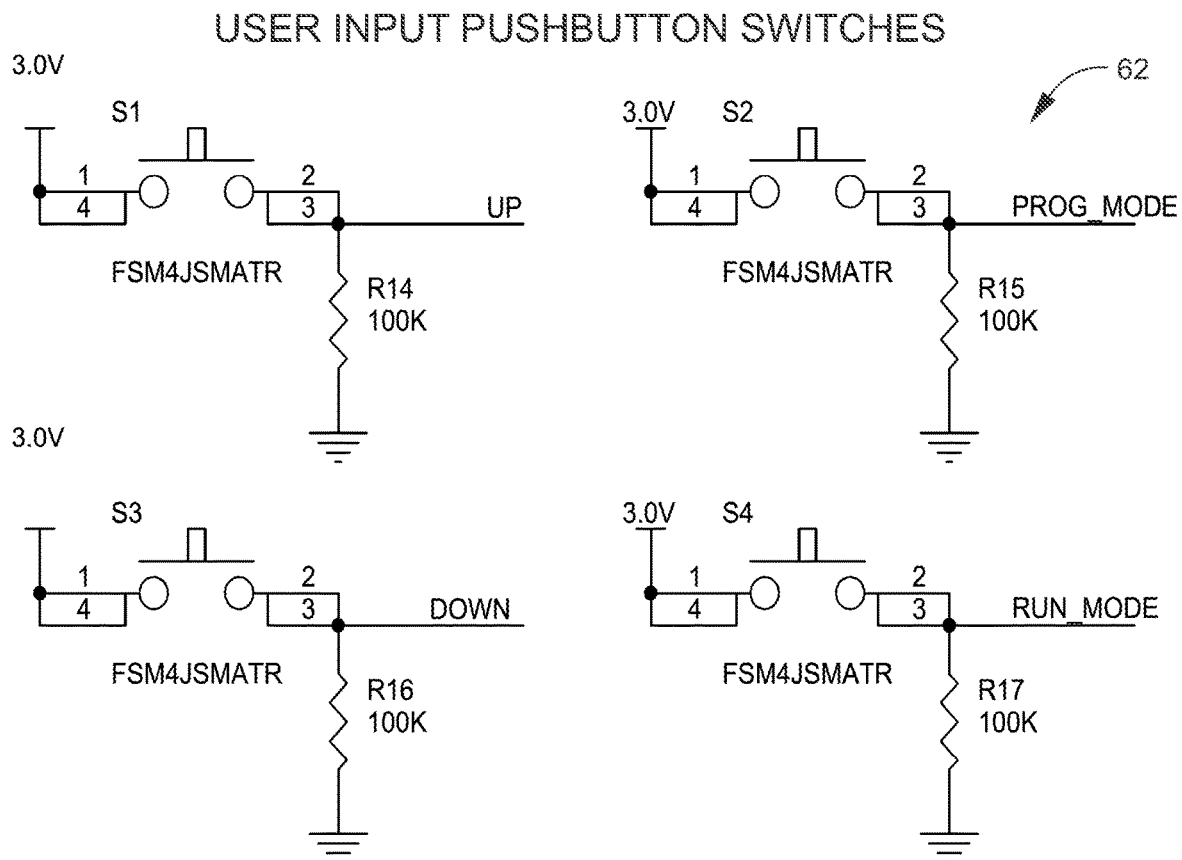 USER INPUT PUSHBUTTON SWITCHES
62
3.0V
S1
1
4
2
3
UP
FSM4JSMATR
R14
100K
3.0V
S2
1
4
2
3
PROG_MODE
FSM4JSMATR
R15
100K
3.0V
S3
1
4
2
3
DOWN
FSM4JSMATR
R16
100K
3.0V
S4
1
4
2
3
RUN_MODE
FSM4JSMATR
R17
100K